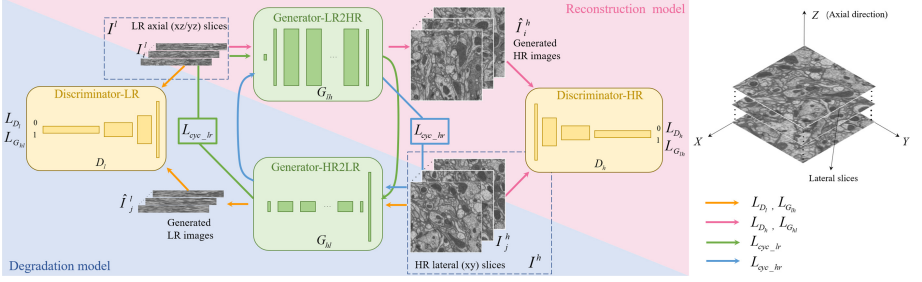 Reconstruction model
I^l
LR axial (xz/yz) slices
I_i^l
Generator-LR2HR
G_{lh}
Î_i^h
Generated
HR images
Discriminator-LR
L_{D_l}
L_{G_{hl}}
0
1
D_l
L_{cyc_lr}
L_{cyc_hr}
Discriminator-HR
0
1
L_{D_h}
L_{G_{lh}}
D_h
Generator-HR2LR
G_{hl}
Î_j^l
Generated
LR images
I_j^h
HR lateral (xy) slices
I^h
Degradation model
Z
(Axial direction)
X
Y
Lateral slices
L_{D_l} , L_{G_{lh}}
L_{D_h} , L_{G_{hl}}
L_{cyc_lr}
L_{cyc_hr}